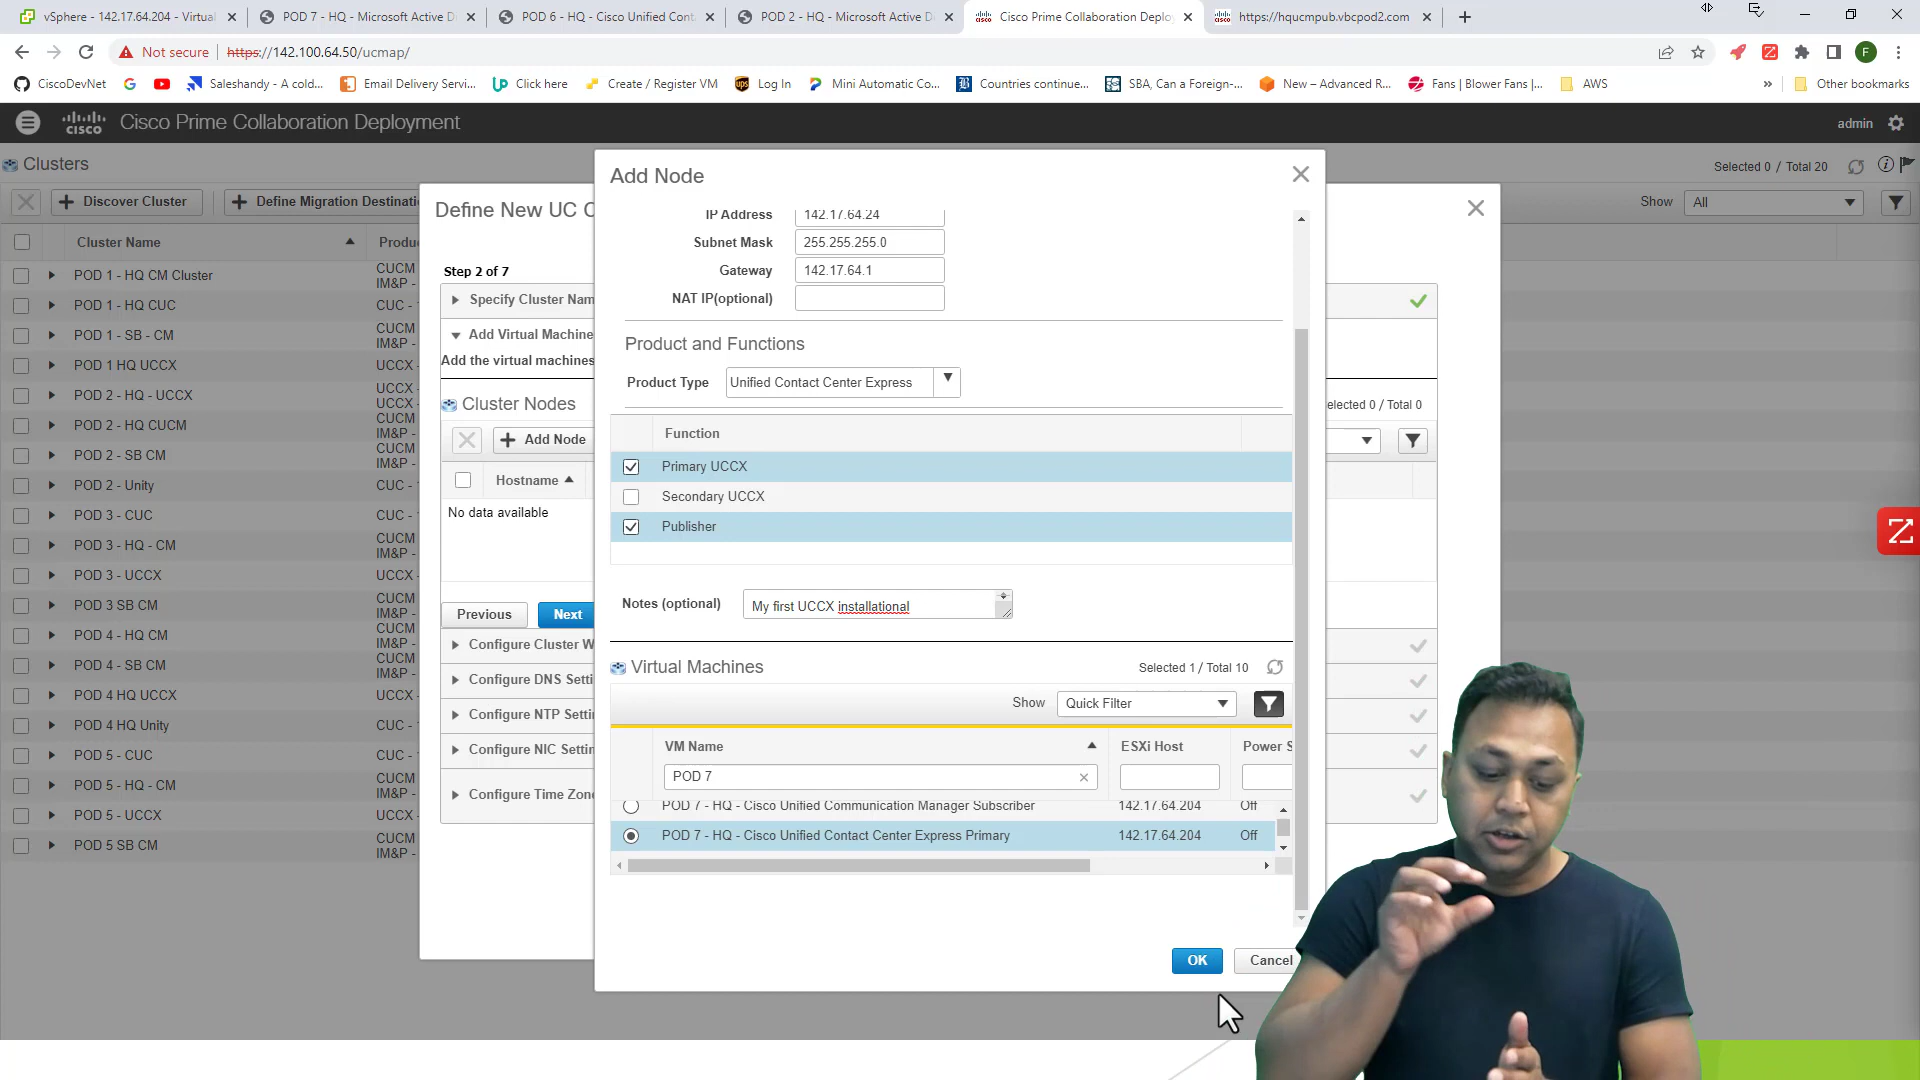 vSphere - 142.17.64.204 - Virtual
POD 7 - HQ - Microsoft Active D
POD 6 - HQ - Cisco Unified Cont
POD 2 - HQ - Microsoft Active D
Cisco Prime Collaboration Deploy
https://hqucmpub.vbcpod2.com
Not secure
https://142.100.64.50/ucmap/
F
CiscoDevNet
Saleshandy - A cold...
Email Delivery Servi...
Click here
Create / Register VM
Log In
Mini Automatic Co...
Countries continue...
SBA, Can a Foreign-...
New – Advanced R...
Fans | Blower Fans |...
AWS
»
Other bookmarks
cisco
Cisco Prime Collaboration Deployment
admin
Clusters
Selected 0 / Total 20
Discover Cluster
Define Migration Destinati
Show
All
Cluster Name
Produ
POD 1 - HQ CM Cluster
CUCM
IM&P -
POD 1 - HQ CUC
CUC - 1
POD 1 - SB - CM
CUCM
IM&P -
POD 1 HQ UCCX
UCCX -
POD 2 - HQ - UCCX
UCCX -
UCCX -
POD 2 - HQ CUCM
CUCM
IM&P -
POD 2 - SB CM
CUCM
IM&P -
POD 2 - Unity
CUC - 1
POD 3 - CUC
CUC - 1
POD 3 - HQ - CM
CUCM
IM&P -
POD 3 - UCCX
UCCX -
POD 3 SB CM
CUCM
IM&P -
POD 4 - HQ CM
CUCM
IM&P -
POD 4 - SB CM
CUCM
IM&P -
POD 4 HQ UCCX
UCCX -
POD 4 HQ Unity
CUC - 1
POD 5 - CUC
CUC - 1
POD 5 - HQ - CM
CUCM
IM&P -
POD 5 - UCCX
UCCX -
POD 5 SB CM
CUCM
IM&P -
Define New UC C
Step 2 of 7
Specify Cluster Nam
Add Virtual Machine
Add the virtual machines
Cluster Nodes
elected 0 / Total 0
Add Node
Hostname
No data available
Previous
Next
Configure Cluster W
Configure DNS Setti
Configure NTP Settin
Configure NIC Settin
Configure Time Zon
Add Node
IP Address
142.17.64.24
Subnet Mask
255.255.255.0
Gateway
142.17.64.1
NAT IP(optional)
Product and Functions
Product Type
Unified Contact Center Express
Function
Primary UCCX
Secondary UCCX
Publisher
Notes (optional)
My first UCCX installational
Virtual Machines
Selected 1 / Total 10
Show
Quick Filter
VM Name
ESXi Host
Power S
POD 7
POD 7 - HQ - Cisco Unified Communication Manager Subscriber
142.17.64.204
Off
POD 7 - HQ - Cisco Unified Contact Center Express Primary
142.17.64.204
Off
OK
Cancel